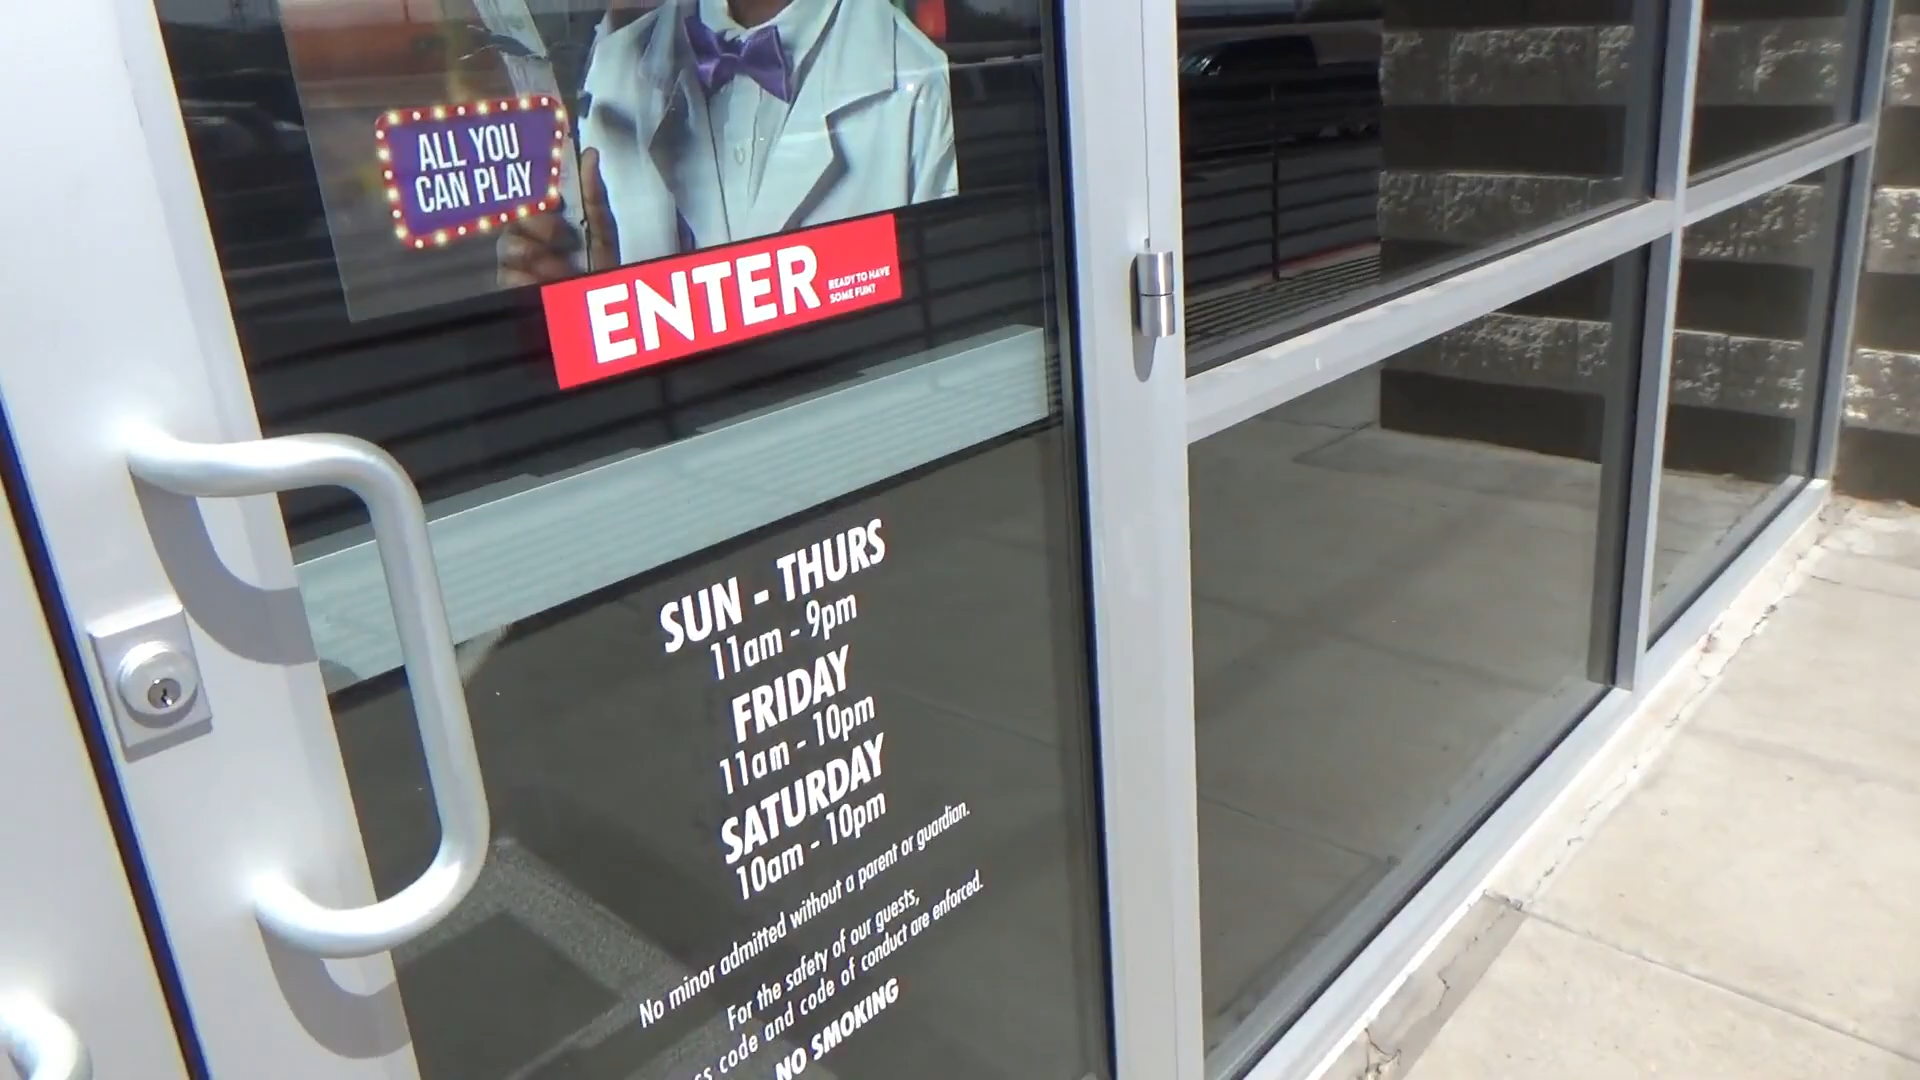 ALL YOU
CAN PLAY
ENTER
READY TO HAVE
SOME FUN?
SUN - THURS
11am - 9pm
FRIDAY
11am - 10pm
SATURDAY
10am - 10pm
No minor admitted without a parent or guardian.
For the safety of our guests,
code and code of conduct are enforced.
NO SMOKING